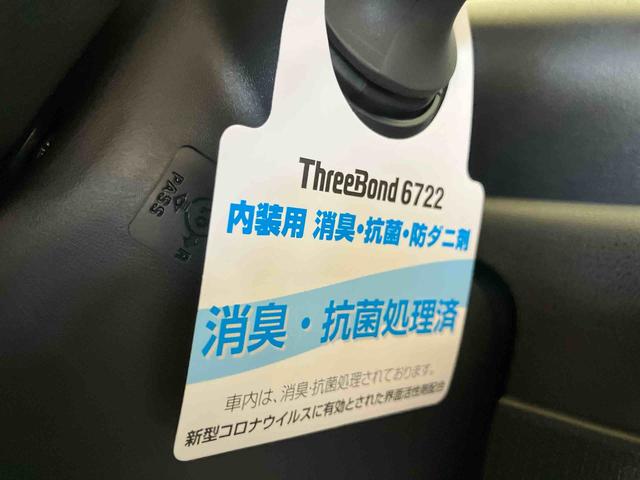 ThreeBond 6722
内装用 消臭・抗菌・防ダニ剤
消臭・抗菌処理済
車内は、消臭・抗菌処理されております。
新型コロナウイルスに有効とされた界面活性剤配合
PASS